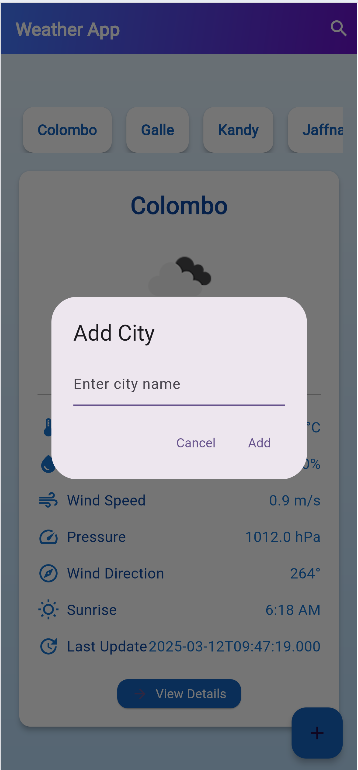 Weather App
Colombo Galle Kandy Jaffna
Colombo
Add City
Enter city name
Cancel Add
°C
%
Wind Speed 0.9 m/s
Pressure 1012.0 hPa
Wind Direction 264°
Sunrise 6:18 AM
Last Update 2025-03-12T09:47:19.000
View Details
+